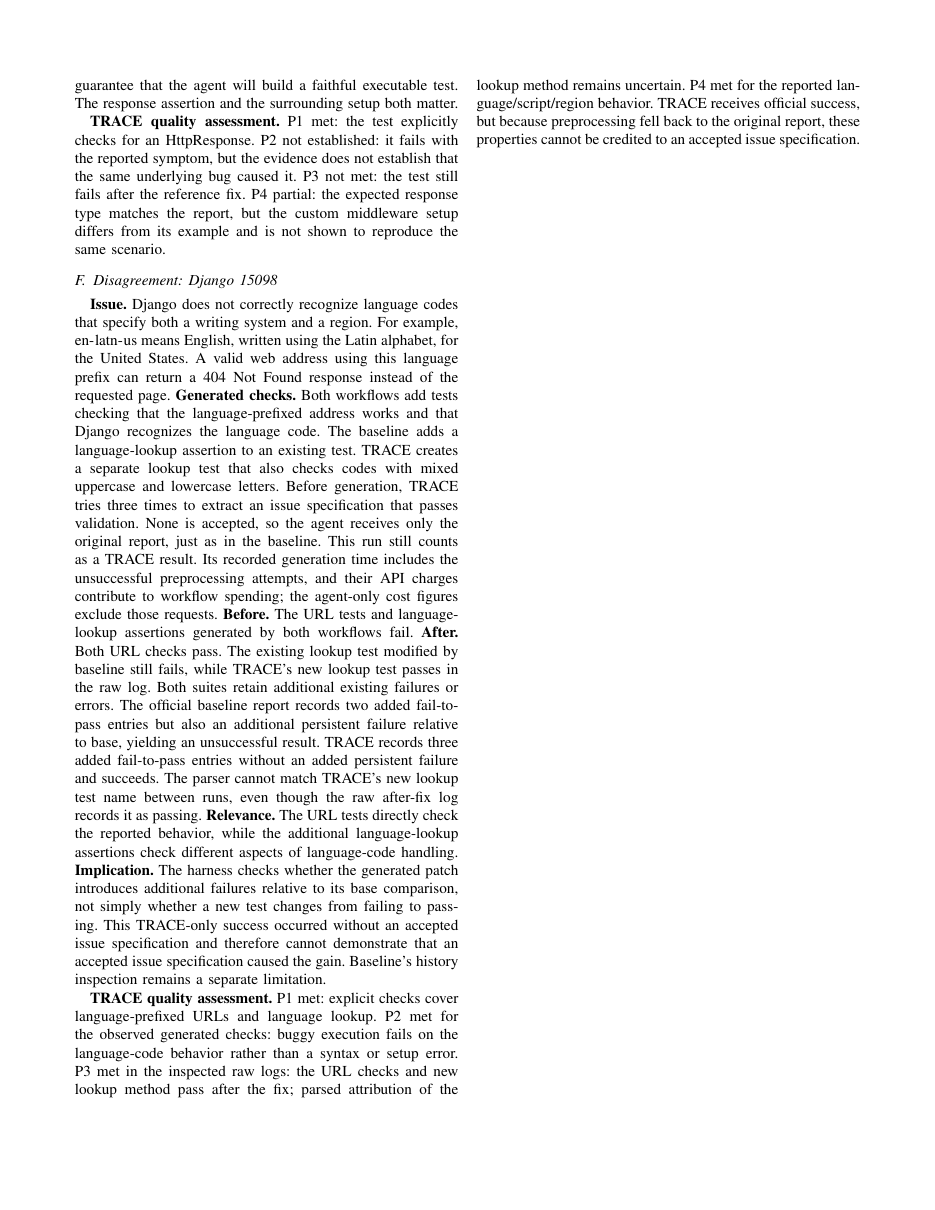 guarantee that the agent will build a faithful executable test.
The response assertion and the surrounding setup both matter.
TRACE quality assessment. P1 met: the test explicitly
checks for an HttpResponse. P2 not established: it fails with
the reported symptom, but the evidence does not establish that
the same underlying bug caused it. P3 not met: the test still
fails after the reference fix. P4 partial: the expected response
type matches the report, but the custom middleware setup
differs from its example and is not shown to reproduce the
same scenario.
F. Disagreement: Django 15098
Issue. Django does not correctly recognize language codes
that specify both a writing system and a region. For example,
en-latn-us means English, written using the Latin alphabet, for
the United States. A valid web address using this language
prefix can return a 404 Not Found response instead of the
requested page. Generated checks. Both workflows add tests
checking that the language-prefixed address works and that
Django recognizes the language code. The baseline adds a
language-lookup assertion to an existing test. TRACE creates
a separate lookup test that also checks codes with mixed
uppercase and lowercase letters. Before generation, TRACE
tries three times to extract an issue specification that passes
validation. None is accepted, so the agent receives only the
original report, just as in the baseline. This run still counts
as a TRACE result. Its recorded generation time includes the
unsuccessful preprocessing attempts, and their API charges
contribute to workflow spending; the agent-only cost figures
exclude those requests. Before. The URL tests and language-
lookup assertions generated by both workflows fail. After.
Both URL checks pass. The existing lookup test modified by
baseline still fails, while TRACE's new lookup test passes in
the raw log. Both suites retain additional existing failures or
errors. The official baseline report records two added fail-to-
pass entries but also an additional persistent failure relative
to base, yielding an unsuccessful result. TRACE records three
added fail-to-pass entries without an added persistent failure
and succeeds. The parser cannot match TRACE's new lookup
test name between runs, even though the raw after-fix log
records it as passing. Relevance. The URL tests directly check
the reported behavior, while the additional language-lookup
assertions check different aspects of language-code handling.
Implication. The harness checks whether the generated patch
introduces additional failures relative to its base comparison,
not simply whether a new test changes from failing to pass-
ing. This TRACE-only success occurred without an accepted
issue specification and therefore cannot demonstrate that an
accepted issue specification caused the gain. Baseline's history
inspection remains a separate limitation.
TRACE quality assessment. P1 met: explicit checks cover
language-prefixed URLs and language lookup. P2 met for
the observed generated checks: buggy execution fails on the
language-code behavior rather than a syntax or setup error.
P3 met in the inspected raw logs: the URL checks and new
lookup method pass after the fix; parsed attribution of the
lookup method remains uncertain. P4 met for the reported lan-
guage/script/region behavior. TRACE receives official success,
but because preprocessing fell back to the original report, these
properties cannot be credited to an accepted issue specification.